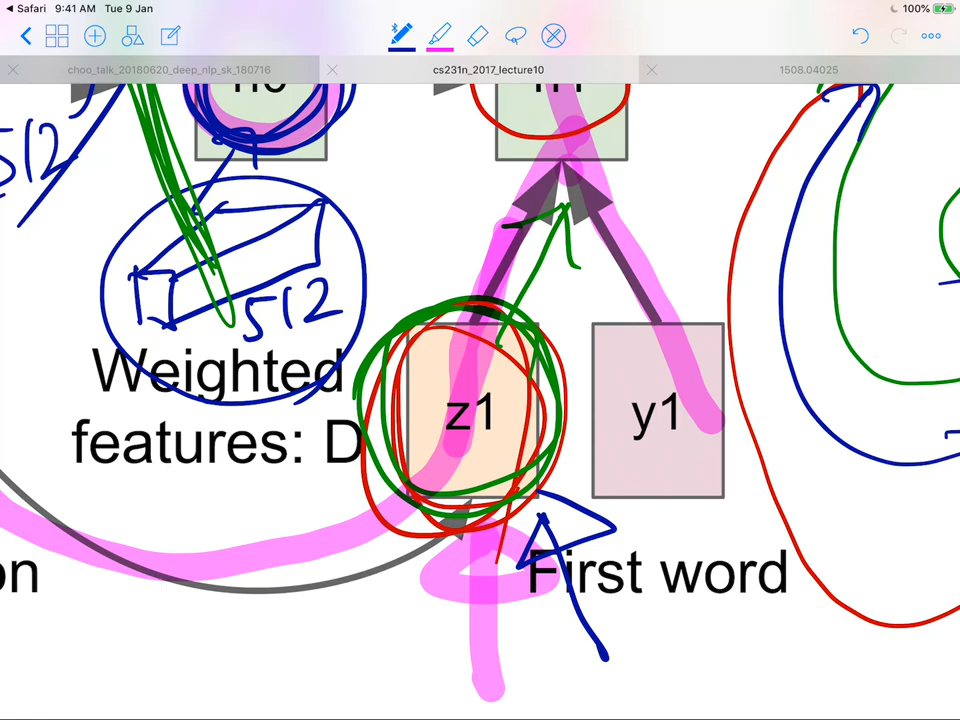 Safari 9:41 AM Tue 9 Jan 100%
choo_talk_20180620_deep_nlp_sk_180716 cs231n_2017_lecture10 1508.04025
512
512
Weighted
features: D
z1
y1
on
First word